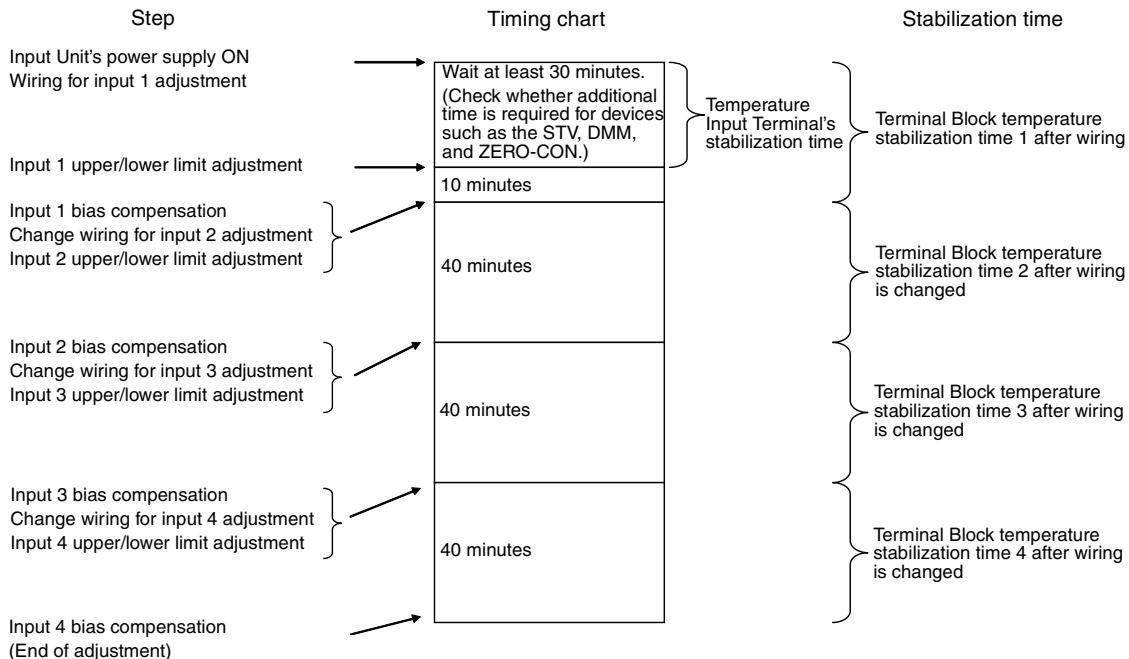 Step
Timing chart
Stabilization time
Input Unit's power supply ON
Wiring for input 1 adjustment
Wait at least 30 minutes.
(Check whether additional
time is required for devices
such as the STV, DMM,
and ZERO-CON.)
Temperature
Input Terminal's
stabilization time
Terminal Block temperature
stabilization time 1 after wiring
Input 1 upper/lower limit adjustment
10 minutes
Input 1 bias compensation
Change wiring for input 2 adjustment
Input 2 upper/lower limit adjustment
40 minutes
Terminal Block temperature
stabilization time 2 after wiring
is changed
Input 2 bias compensation
Change wiring for input 3 adjustment
Input 3 upper/lower limit adjustment
40 minutes
Terminal Block temperature
stabilization time 3 after wiring
is changed
Input 3 bias compensation
Change wiring for input 4 adjustment
Input 4 upper/lower limit adjustment
40 minutes
Terminal Block temperature
stabilization time 4 after wiring
is changed
Input 4 bias compensation
(End of adjustment)